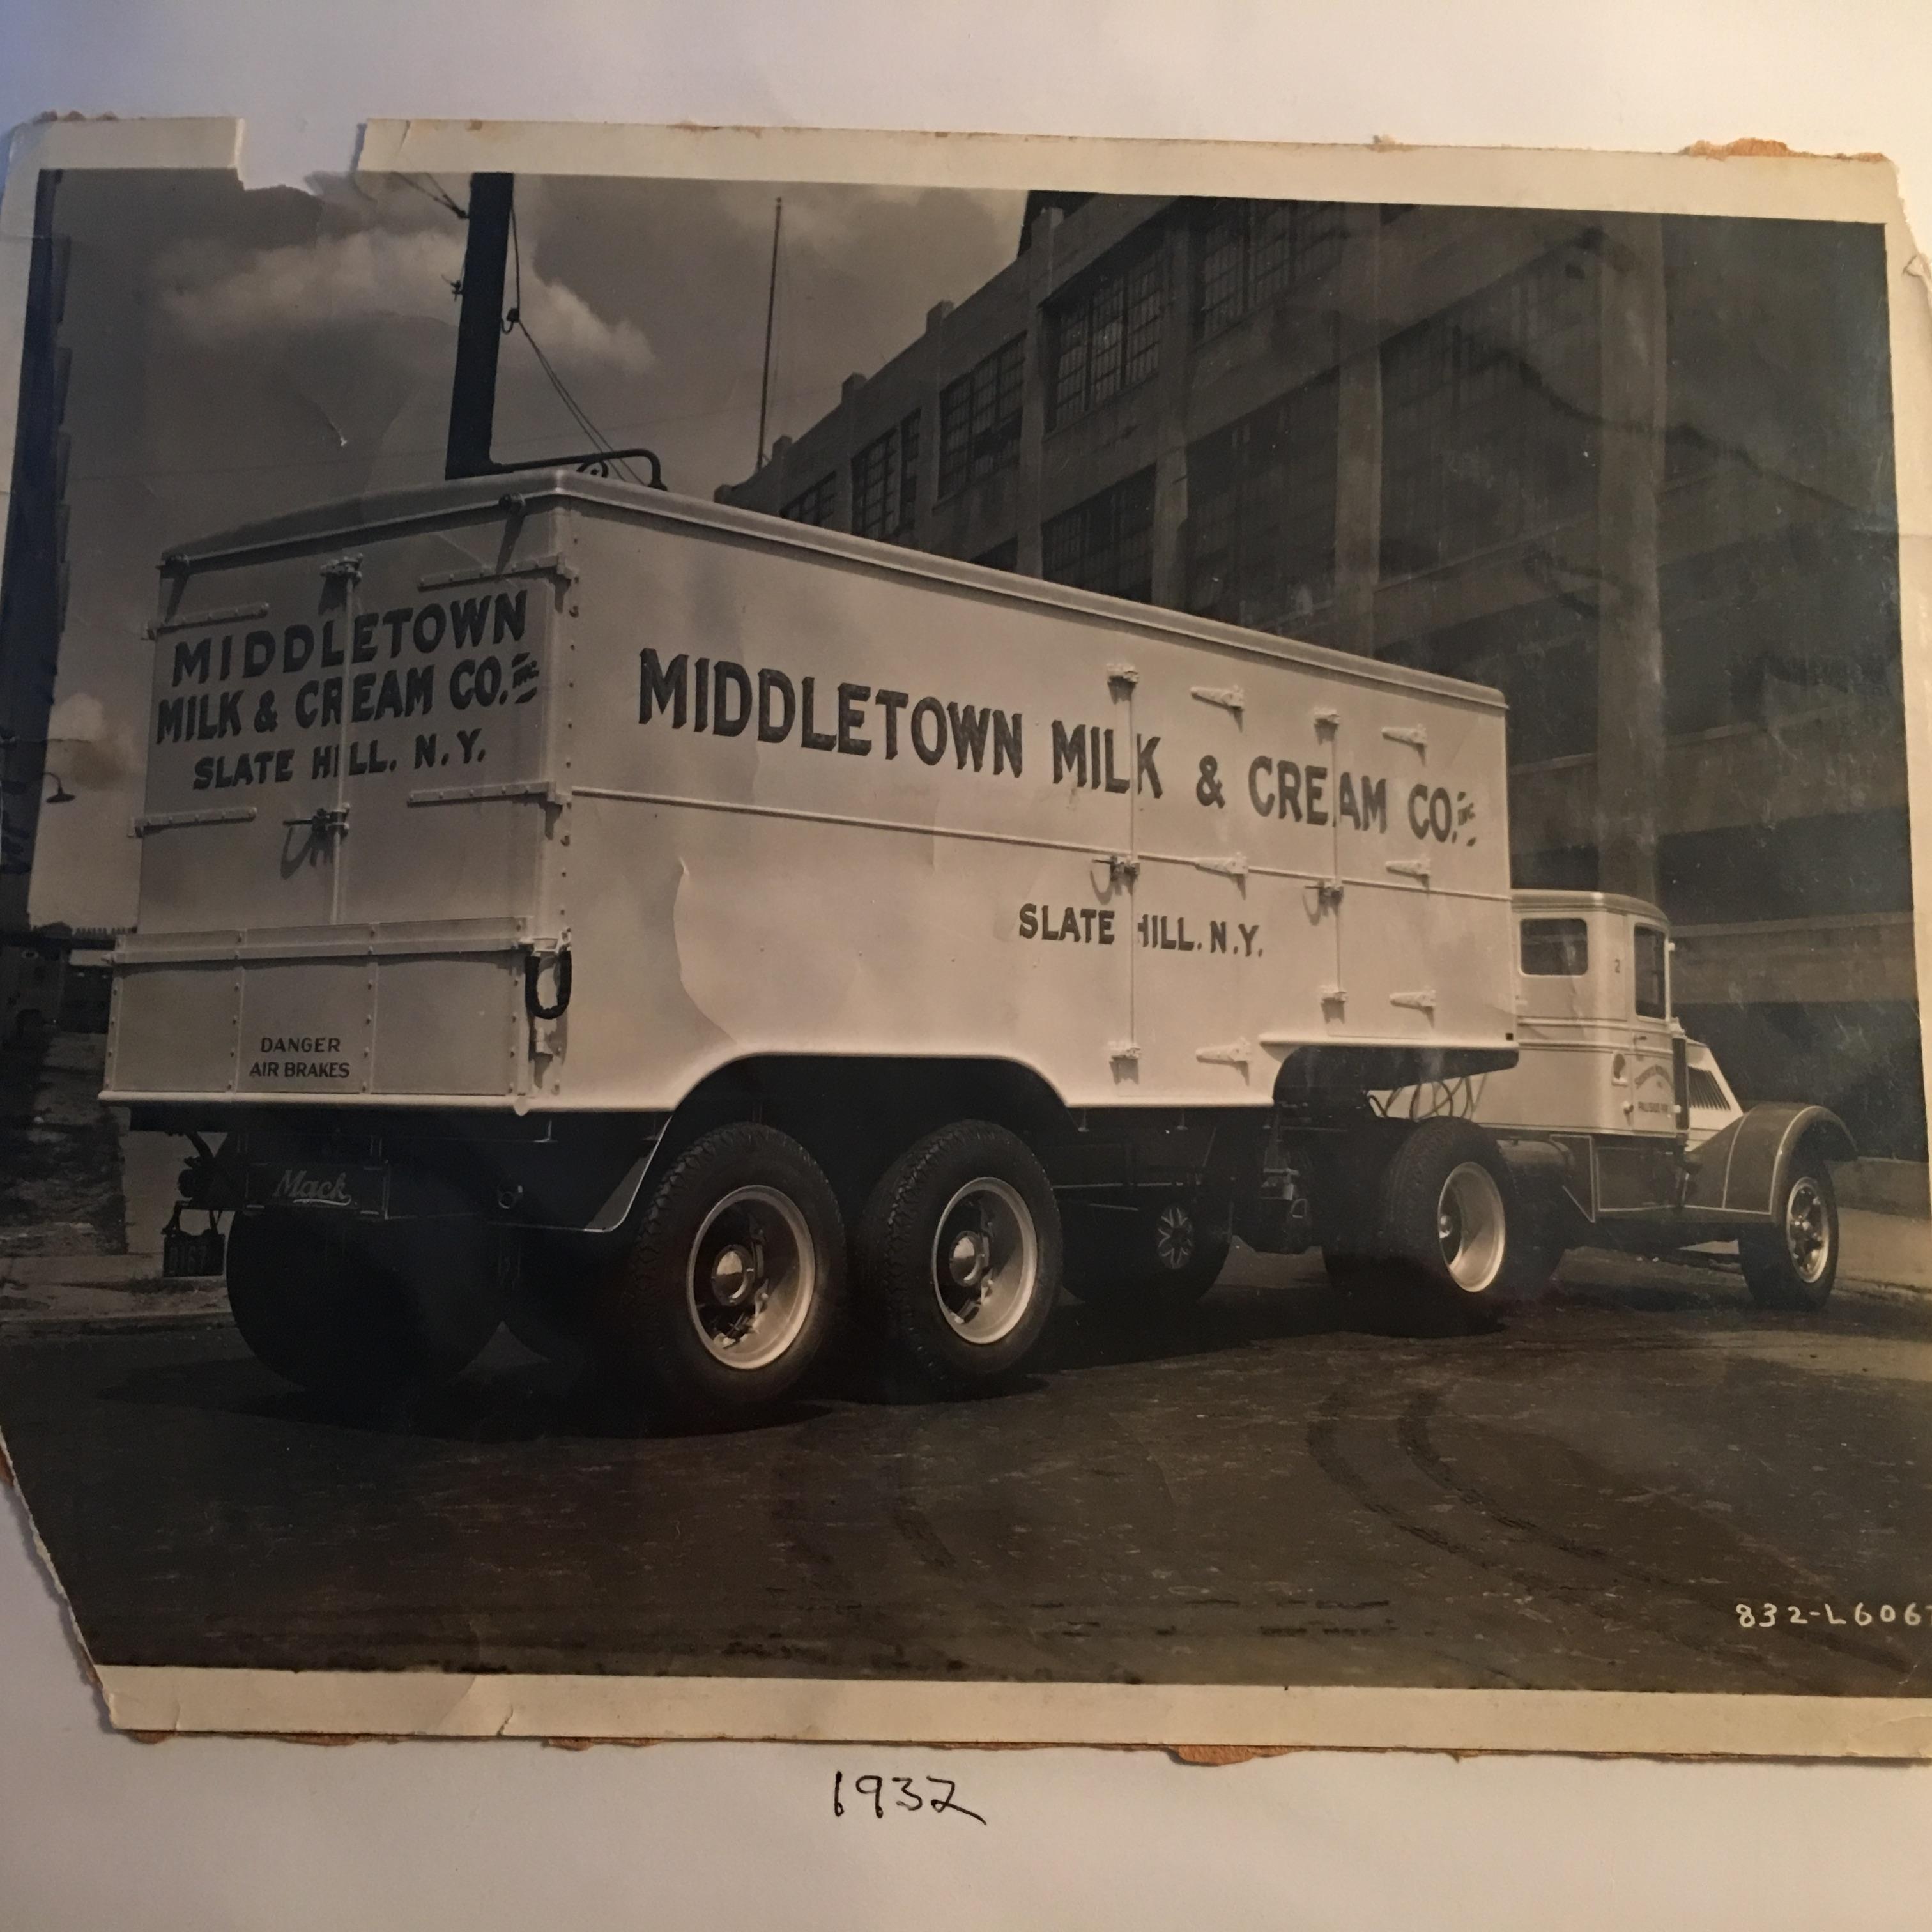 MIDDLETOWN
MILK & CREAM CO. INC.
SLATE HILL. N.Y.
MIDDLETOWN MILK & CREAM CO. INC.
SLATE HILL. N.Y.
2
DANGER
AIR BRAKES
Mack
832-L606
1932